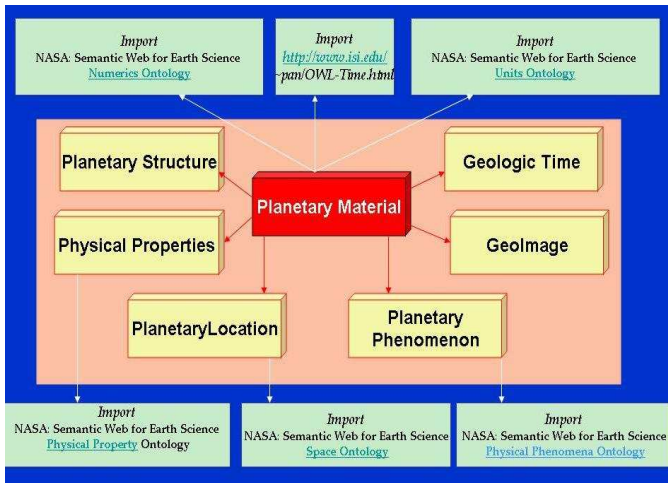 Import
NASA: Semantic Web for Earth Science
Numerics Ontology
Import
http://www.isi.edu/
~pan/OWL-Time.html
Import
NASA: Semantic Web for Earth Science
Units Ontology
Planetary Structure
Geologic Time
Planetary Material
Physical Properties
GeoImage
PlanetaryLocation
Planetary
Phenomenon
Import
NASA: Semantic Web for Earth Science
Physical Property Ontology
Import
NASA: Semantic Web for Earth Science
Space Ontology
Import
NASA: Semantic Web for Earth Science
Physical Phenomena Ontology